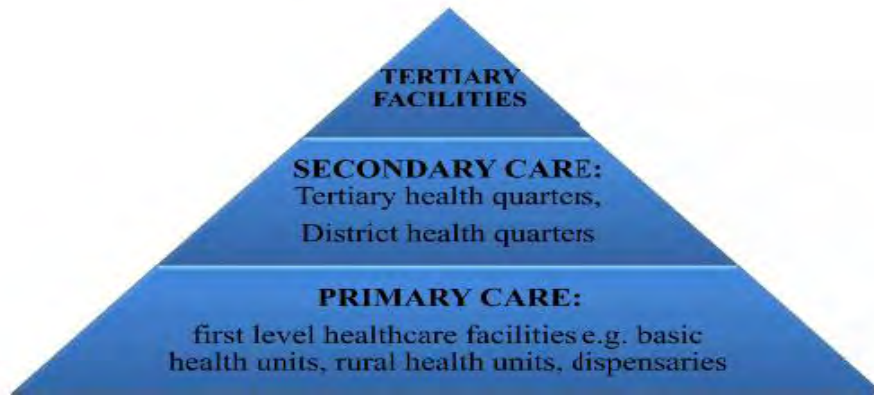 TERTIARY
FACILITIES
SECONDARY CARE:
Tertiary health quarters,
District health quarters
PRIMARY CARE:
first level healthcare facilities e.g. basic
health units, rural health units, dispensaries